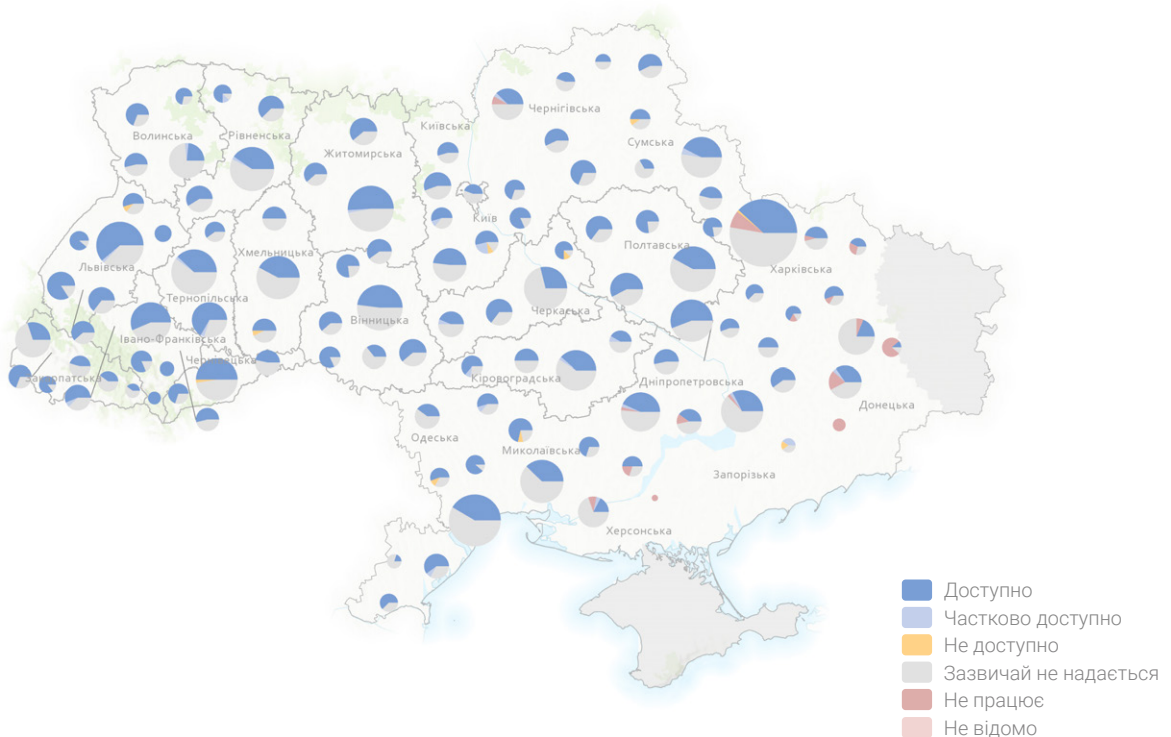 Чернігівська
Київська
Волинська
Рівненська
Сумська
Житомирська
Київ
Полтавська
Хмельницька
Львівська
Харківська
Тернопільська
Черкаська
Вінницька
Івано-Франківська
Чернівецька
Закарпатська
Кіровоградська
Дніпропетровська
Донецька
Одеська
Миколаївська
Запорізька
Херсонська
Доступно
Частково доступно
Не доступно
Зазвичай не надається
Не працює
Не відомо